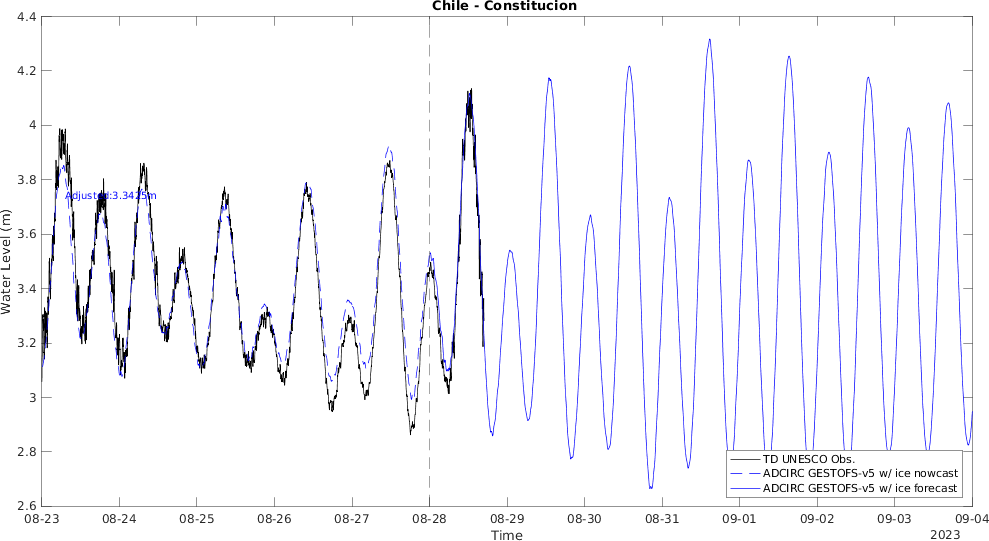 Chile - Constitucion
4.4
4.2
4
3.8
3.6
3.4
3.2
3
2.8
2.6
Water Level (m)
Adjusted:3.3425m
TD UNESCO Obs.
ADCIRC GESTOFS-v5 w/ ice nowcast
ADCIRC GESTOFS-v5 w/ ice forecast
08-23 08-24 08-25 08-26 08-27 08-28 08-29 08-30 08-31 09-01 09-02 09-03 09-04
Time
2023